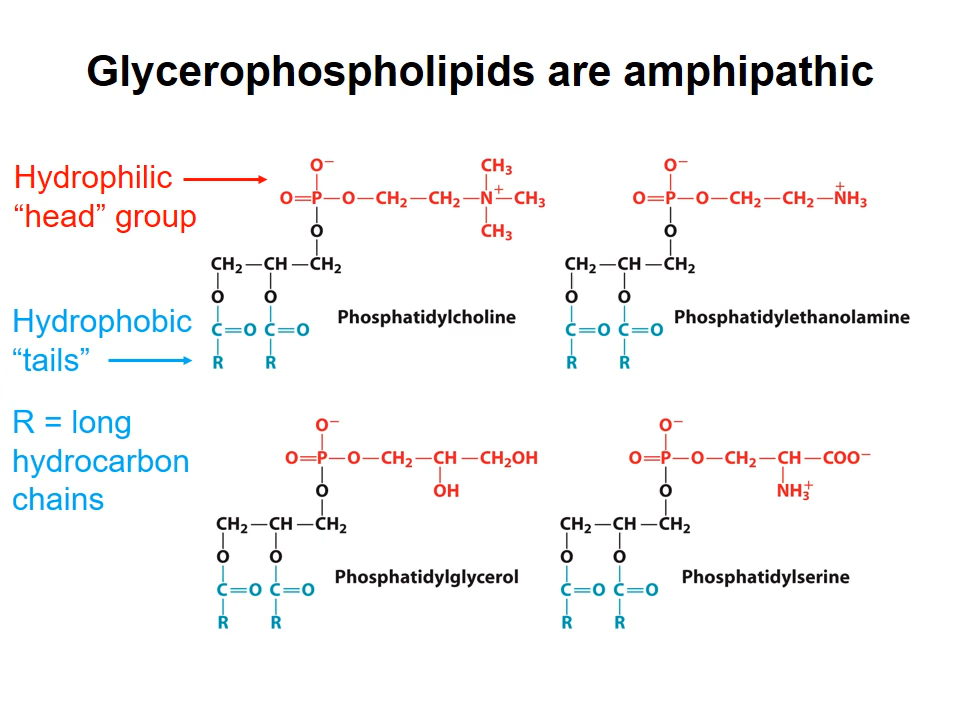 Glycerophospholipids are amphipathic
Hydrophilic
“head” group
O−
O=P—O—CH₂—CH₂—N⁺—CH₃
CH₃
CH₃
O
CH₂—CH—CH₂
O O
C=O C=O
R R
Phosphatidylcholine
O−
O=P—O—CH₂—CH₂—N⁺H₃
O
CH₂—CH—CH₂
O O
C=O C=O
R R
Phosphatidylethanolamine
Hydrophobic
“tails”
R = long
hydrocarbon
chains
O−
O=P—O—CH₂—CH—CH₂OH
OH
O
CH₂—CH—CH₂
O O
C=O C=O
R R
Phosphatidylglycerol
O−
O=P—O—CH₂—CH—COO−
NH₃⁺
O
CH₂—CH—CH₂
O O
C=O C=O
R R
Phosphatidylserine